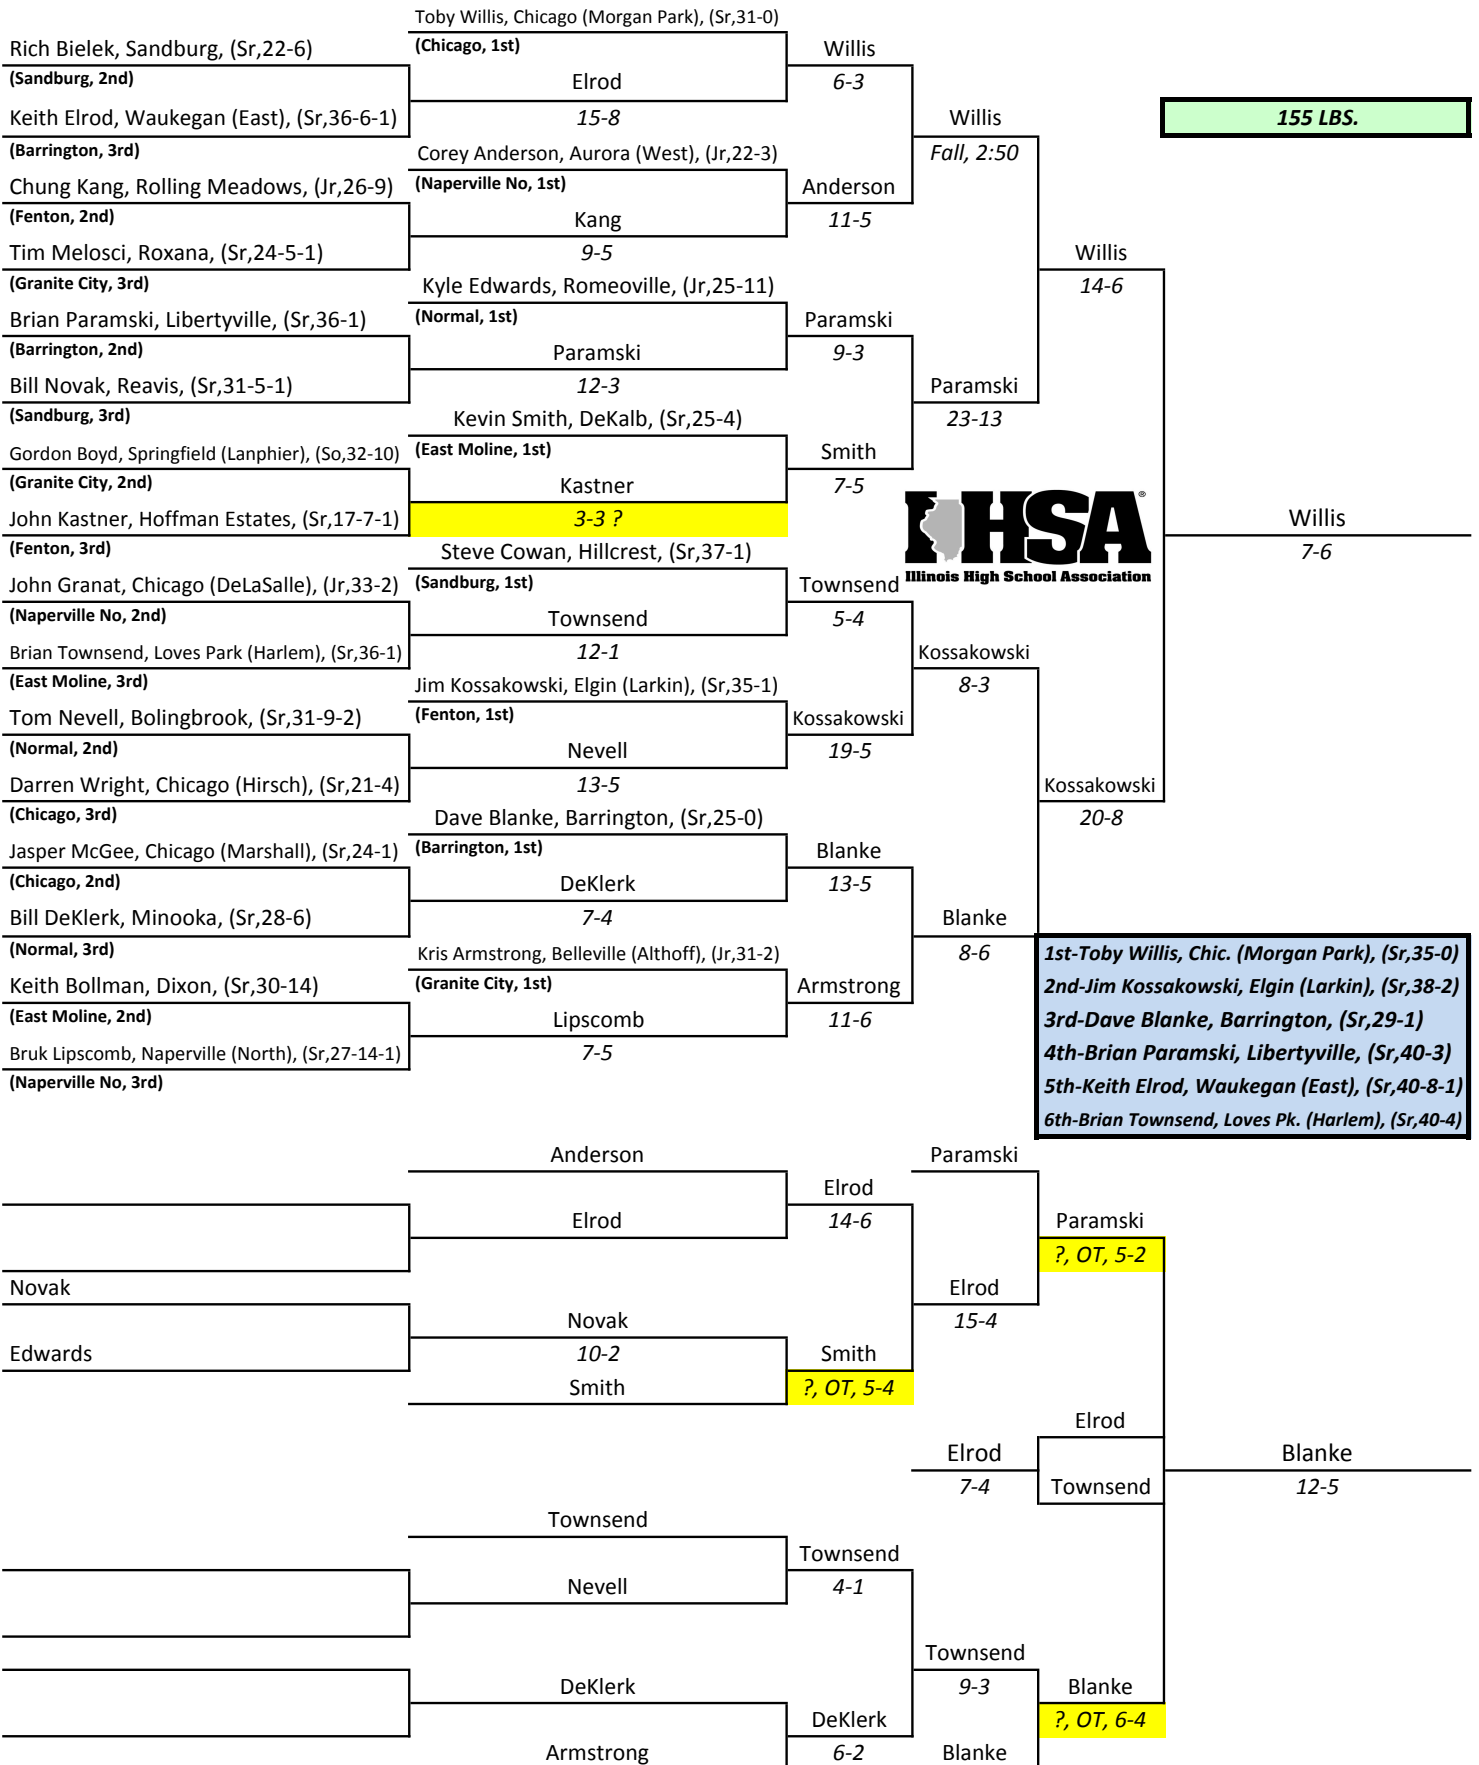 Toby Willis, Chicago (Morgan Park), (Sr,31-0)
Rich Bielek, Sandburg, (Sr,22-6)
(Chicago, 1st)
Willis
(Sandburg, 2nd)
Elrod
6-3
Keith Elrod, Waukegan (East), (Sr,36-6-1)
15-8
Willis
155 LBS.
(Barrington, 3rd)
Corey Anderson, Aurora (West), (Jr,22-3)
Fall, 2:50
Chung Kang, Rolling Meadows, (Jr,26-9)
(Naperville No, 1st)
Anderson
(Fenton, 2nd)
Kang
11-5
Tim Melosci, Roxana, (Sr,24-5-1)
9-5
Willis
(Granite City, 3rd)
Kyle Edwards, Romeoville, (Jr,25-11)
14-6
Brian Paramski, Libertyville, (Sr,36-1)
(Normal, 1st)
Paramski
(Barrington, 2nd)
Paramski
9-3
Bill Novak, Reavis, (Sr,31-5-1)
12-3
Paramski
(Sandburg, 3rd)
Kevin Smith, DeKalb, (Sr,25-4)
23-13
Gordon Boyd, Springfield (Lanphier), (So,32-10)
(East Moline, 1st)
Smith
(Granite City, 2nd)
Kastner
7-5
John Kastner, Hoffman Estates, (Sr,17-7-1)
3-3 ?
IHSA®
Willis
(Fenton, 3rd)
Steve Cowan, Hillcrest, (Sr,37-1)
7-6
Illinois High School Association
John Granat, Chicago (DeLaSalle), (Jr,33-2)
(Sandburg, 1st)
Townsend
(Naperville No, 2nd)
Townsend
5-4
Brian Townsend, Loves Park (Harlem), (Sr,36-1)
12-1
Kossakowski
(East Moline, 3rd)
Jim Kossakowski, Elgin (Larkin), (Sr,35-1)
8-3
Tom Nevell, Bolingbrook, (Sr,31-9-2)
(Fenton, 1st)
Kossakowski
(Normal, 2nd)
Nevell
19-5
Darren Wright, Chicago (Hirsch), (Sr,21-4)
13-5
Kossakowski
(Chicago, 3rd)
Dave Blanke, Barrington, (Sr,25-0)
20-8
Jasper McGee, Chicago (Marshall), (Sr,24-1)
(Barrington, 1st)
Blanke
(Chicago, 2nd)
DeKlerk
13-5
Bill DeKlerk, Minooka, (Sr,28-6)
7-4
Blanke
(Normal, 3rd)
Kris Armstrong, Belleville (Althoff), (Jr,31-2)
8-6
1st-Toby Willis, Chic. (Morgan Park), (Sr,35-0)
Keith Bollman, Dixon, (Sr,30-14)
(Granite City, 1st)
Armstrong
2nd-Jim Kossakowski, Elgin (Larkin), (Sr,38-2)
(East Moline, 2nd)
Lipscomb
11-6
3rd-Dave Blanke, Barrington, (Sr,29-1)
Bruk Lipscomb, Naperville (North), (Sr,27-14-1)
7-5
4th-Brian Paramski, Libertyville, (Sr,40-3)
(Naperville No, 3rd)
5th-Keith Elrod, Waukegan (East), (Sr,40-8-1)
6th-Brian Townsend, Loves Pk. (Harlem), (Sr,40-4)
Anderson
Paramski
Elrod
Elrod
14-6
Paramski
?, OT, 5-2
Novak
Elrod
Novak
15-4
Edwards
10-2
Smith
Smith
?, OT, 5-4
Elrod
Elrod
Blanke
7-4
Townsend
12-5
Townsend
Townsend
Nevell
4-1
Townsend
DeKlerk
9-3
Blanke
DeKlerk
?, OT, 6-4
Armstrong
6-2
Blanke